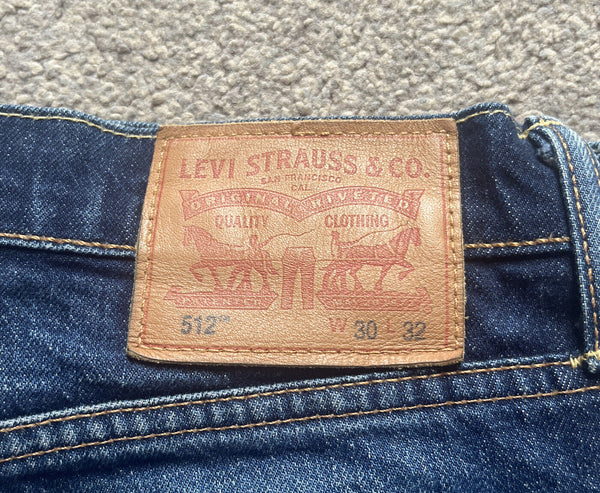 LEVI STRAUSS & CO.
SAN FRANCISCO
CAL.
ORIGINAL RIVETED
QUALITY CLOTHING
512™ W 30 L 32